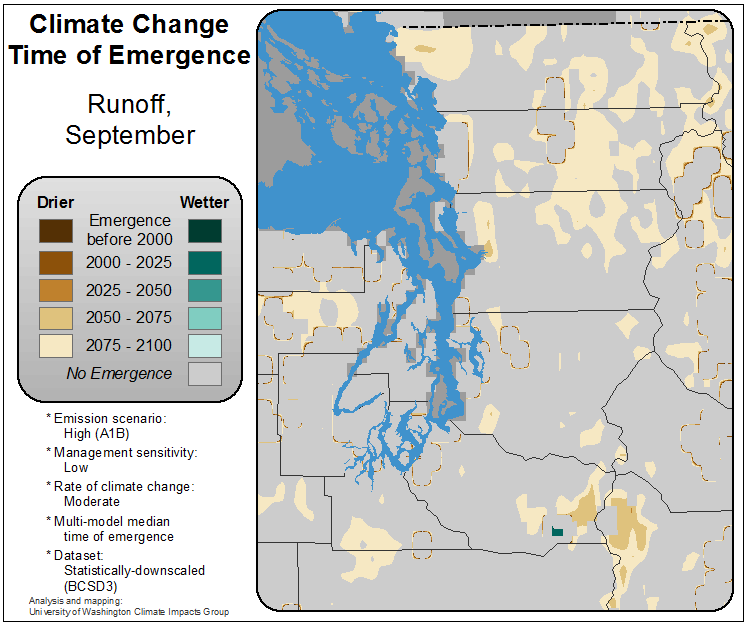 Climate Change
Time of Emergence
Runoff,
September
Drier
Wetter
Emergence
before 2000
2000 - 2025
2025 - 2050
2050 - 2075
2075 - 2100
No Emergence
* Emission scenario:
High (A1B)
* Management sensitivity:
Low
* Rate of climate change:
Moderate
* Multi-model median
time of emergence
* Dataset:
Statistically-downscaled
(BCSD3)
Analysis and mapping:
University of Washington Climate Impacts Group